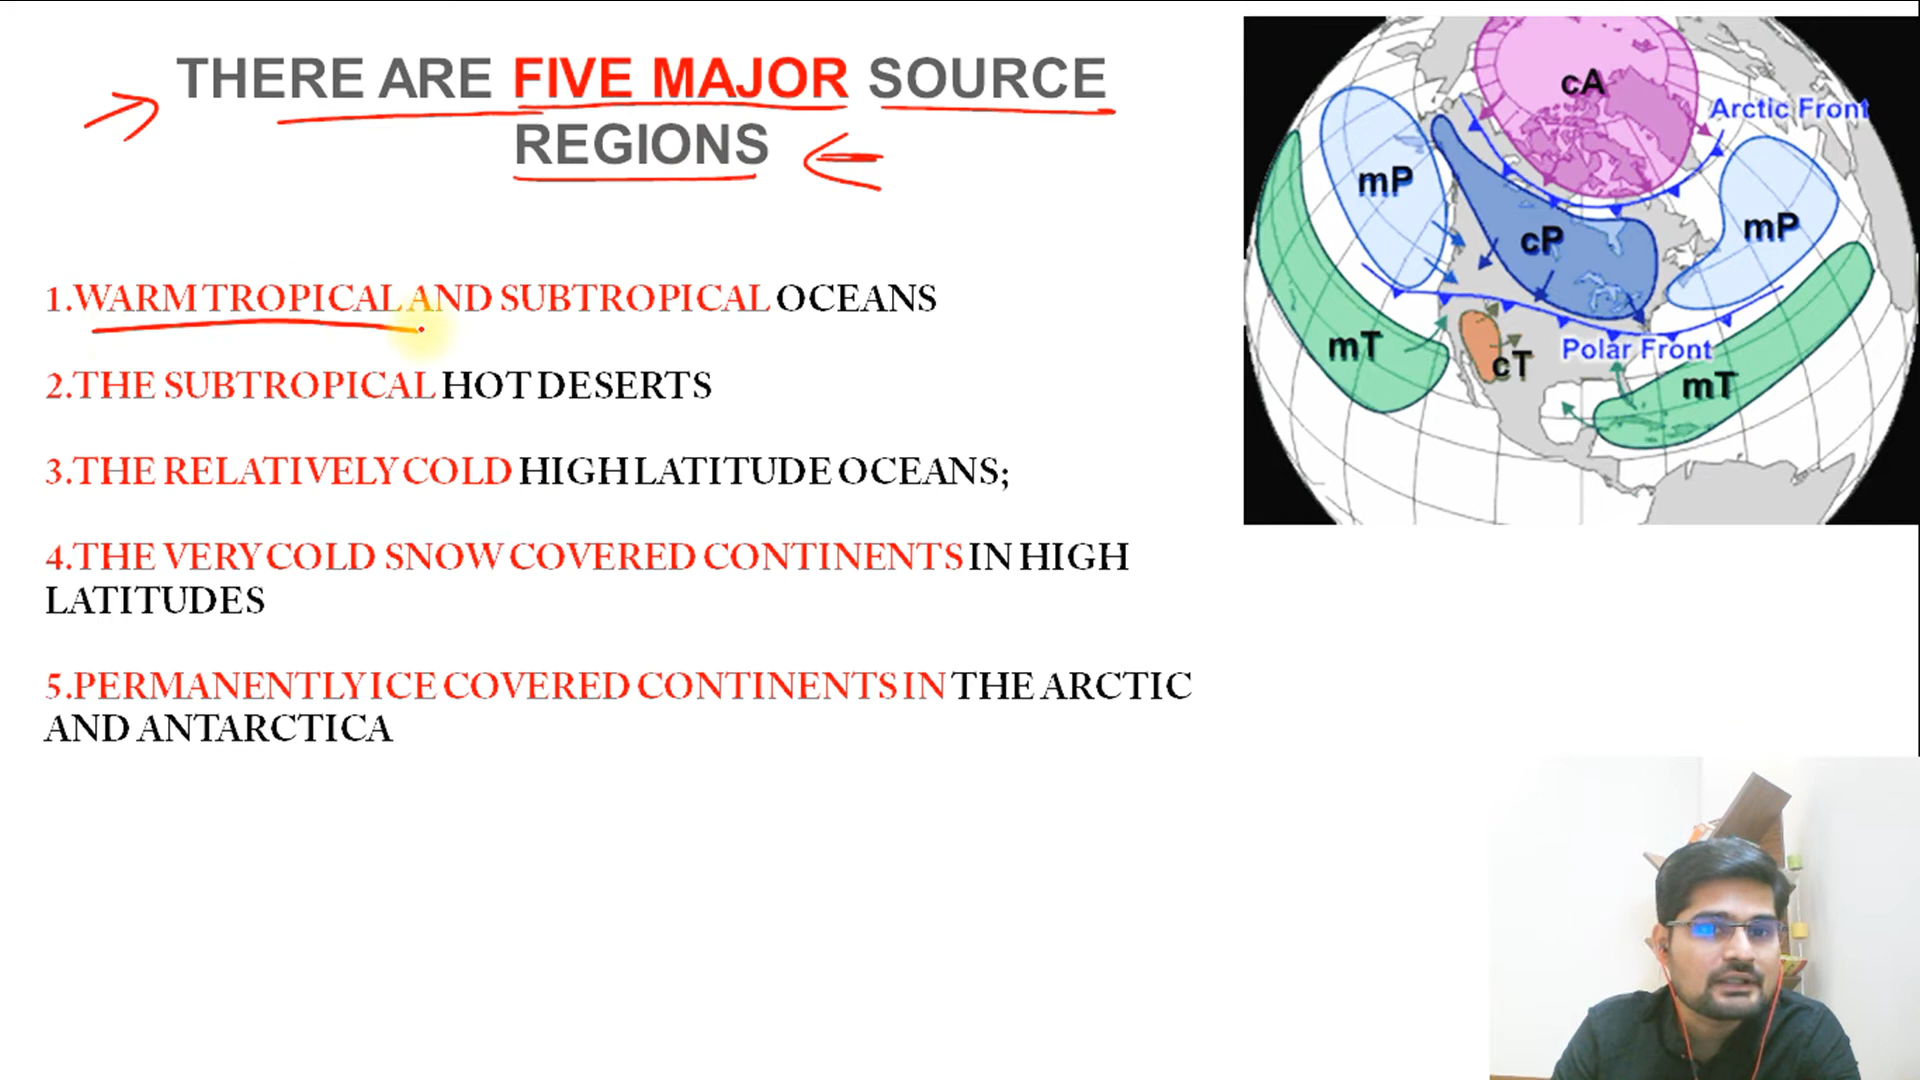 THERE ARE FIVE MAJOR SOURCE
REGIONS
1.WARM TROPICAL AND SUBTROPICAL OCEANS
2.THE SUBTROPICAL HOT DESERTS
3.THE RELATIVELY COLD HIGH LATITUDE OCEANS;
4.THE VERY COLD SNOW COVERED CONTINENTS IN HIGH
LATITUDES
5.PERMANENTLY ICE COVERED CONTINENTS IN THE ARCTIC
AND ANTARCTICA
cA
Arctic Front
mP
cP
mP
mT
cT
Polar Front
mT